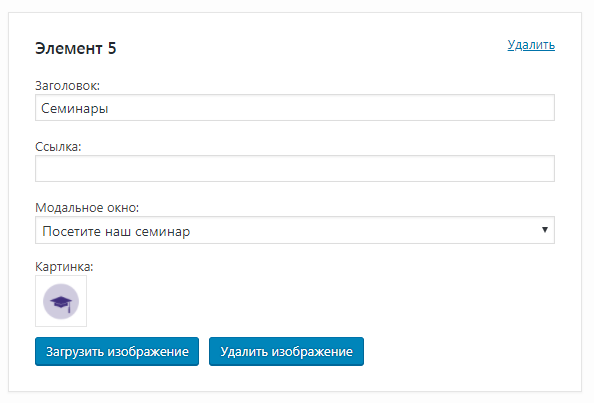 Элемент 5
Удалить
Заголовок:
Семинары
Ссылка:
Модальное окно:
Посетите наш семинар
Картинка:
Загрузить изображение
Удалить изображение